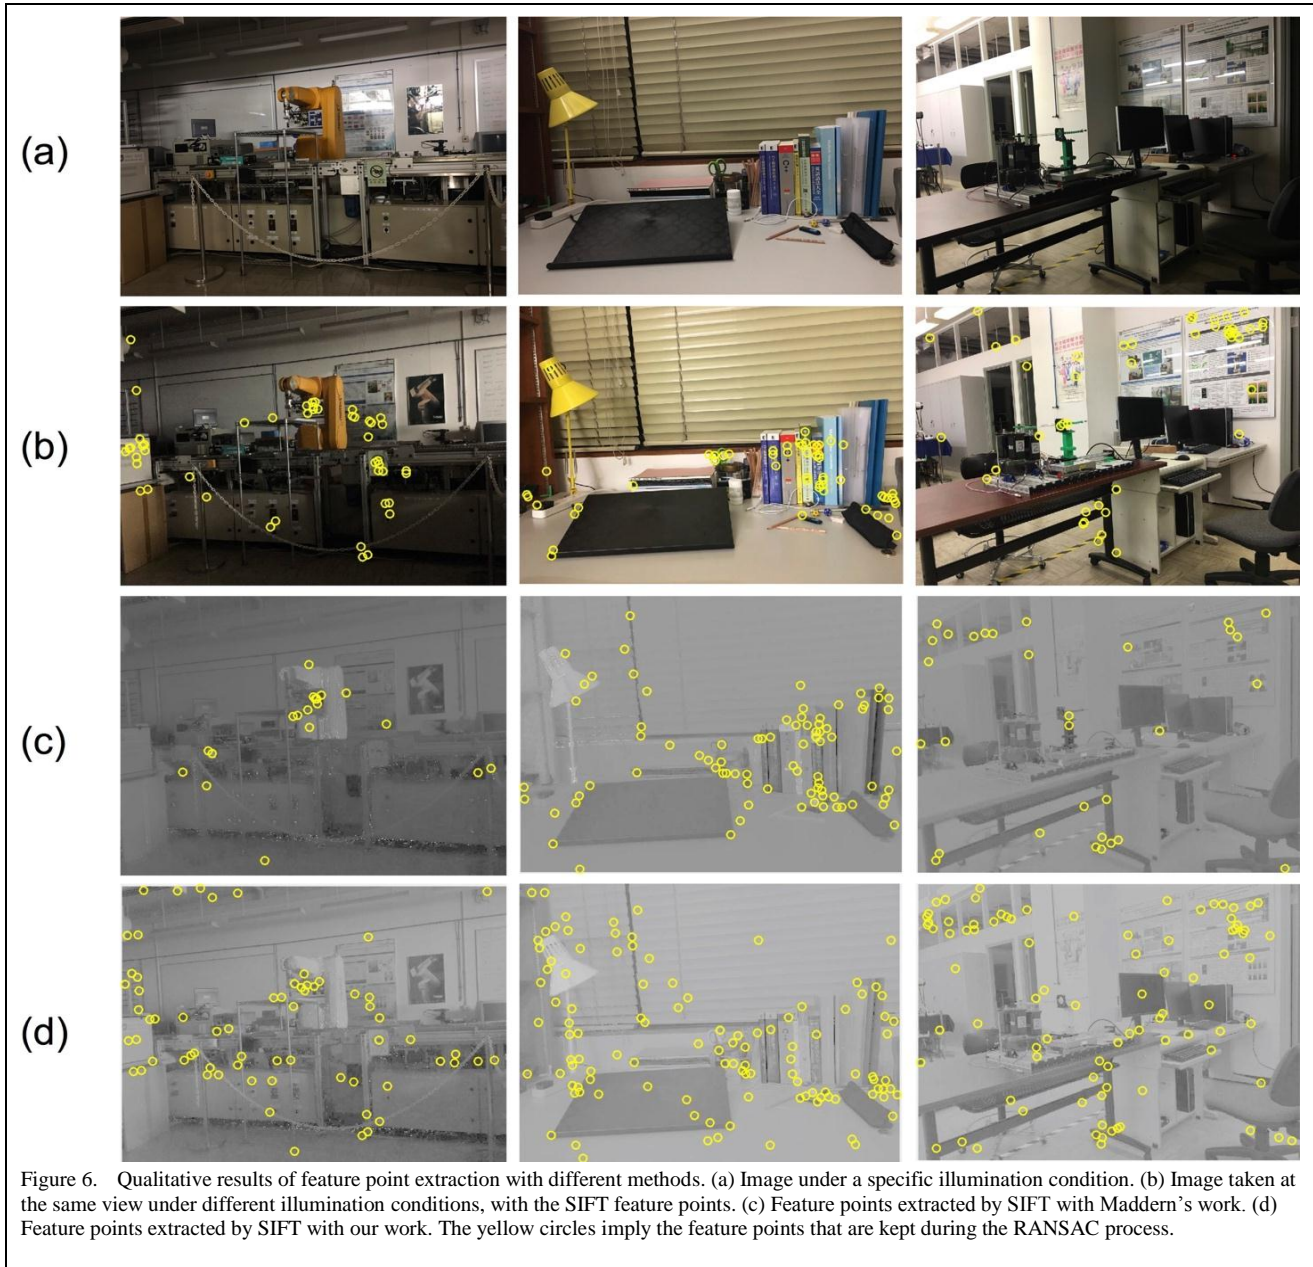 (a)
(b)
(c)
(d)
Figure 6. Qualitative results of feature point extraction with different methods. (a) Image under a specific illumination condition. (b) Image taken at
the same view under different illumination conditions, with the SIFT feature points. (c) Feature points extracted by SIFT with Maddern's work. (d)
Feature points extracted by SIFT with our work. The yellow circles imply the feature points that are kept during the RANSAC process.